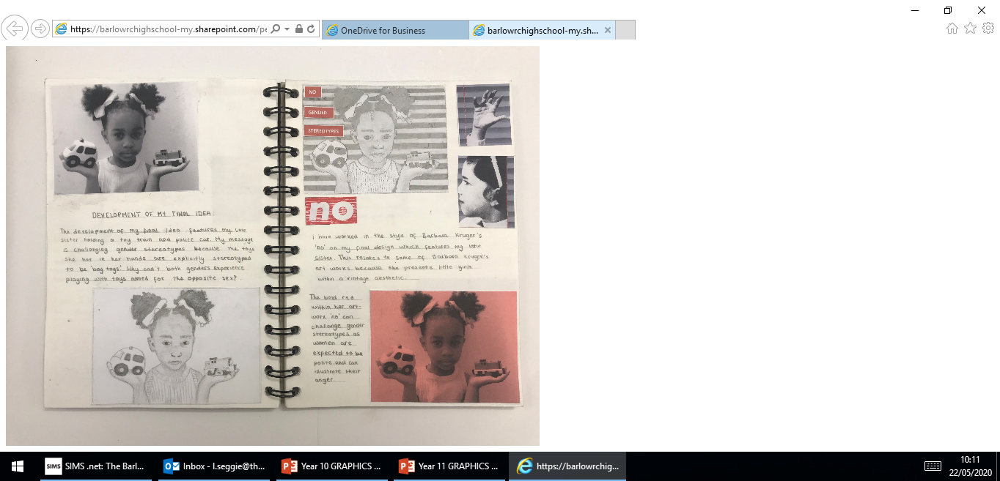 https://barlowrchighschool-my.sharepoint.com/pe
OneDrive for Business
barlowrchighschool-my.sh...
NO
GENDER
STEREOTYPES
no
DEVELOPMENT OF MY FINAL IDEA
The development of my final idea features my little
sister holding a toy train and police car. My message
is challenging gender stereotypes because the toys
she has in her hands are explicitly stereotyped
to be 'boy toys'. Why can't both genders experience
playing with toys aimed for the opposite sex?
I have worked in the style of Barbara Kruger's
'no' on my final design which features my little
sister. This relates to some of Barbara Kruger's
art works because she presents little girls
within a vintage aesthetic.
The bold red
within her art-
work 'no' can
challange gender
stereotypes as
women are
expected to be
polite and can
illustrate their
anger.
SIMS
SIMS .net: The Barl...
Inbox - l.seggie@th...
Year 10 GRAPHICS ...
Year 11 GRAPHICS ...
https://barlowrchig...
10:11
22/05/2020